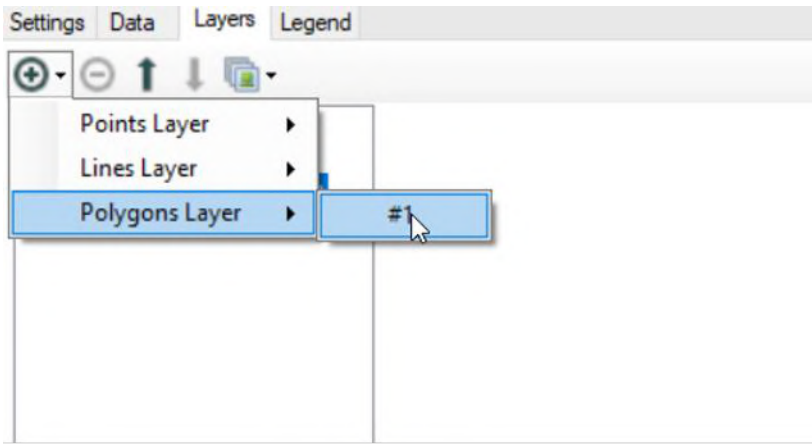 Settings Data Layers Legend
Points Layer
Lines Layer
Polygons Layer #1